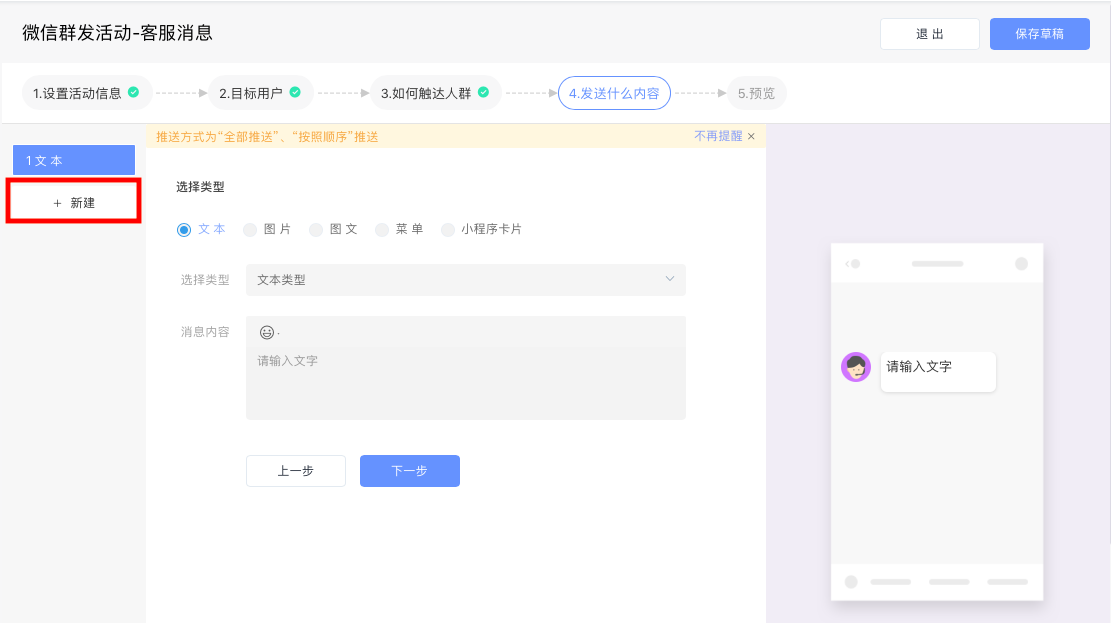 微信群发活动-客服消息
退 出
保存草稿
1.设置活动信息
2.目标用户
3.如何触达人群
4.发送什么内容
5.预览
1 文 本
+ 新建
推送方式为“全部推送”、“按照顺序”推送
不再提醒 ×
选择类型
文 本
图 片
图 文
菜 单
小程序卡片
选择类型
文本类型
消息内容
请输入文字
上一步
下一步
请输入文字